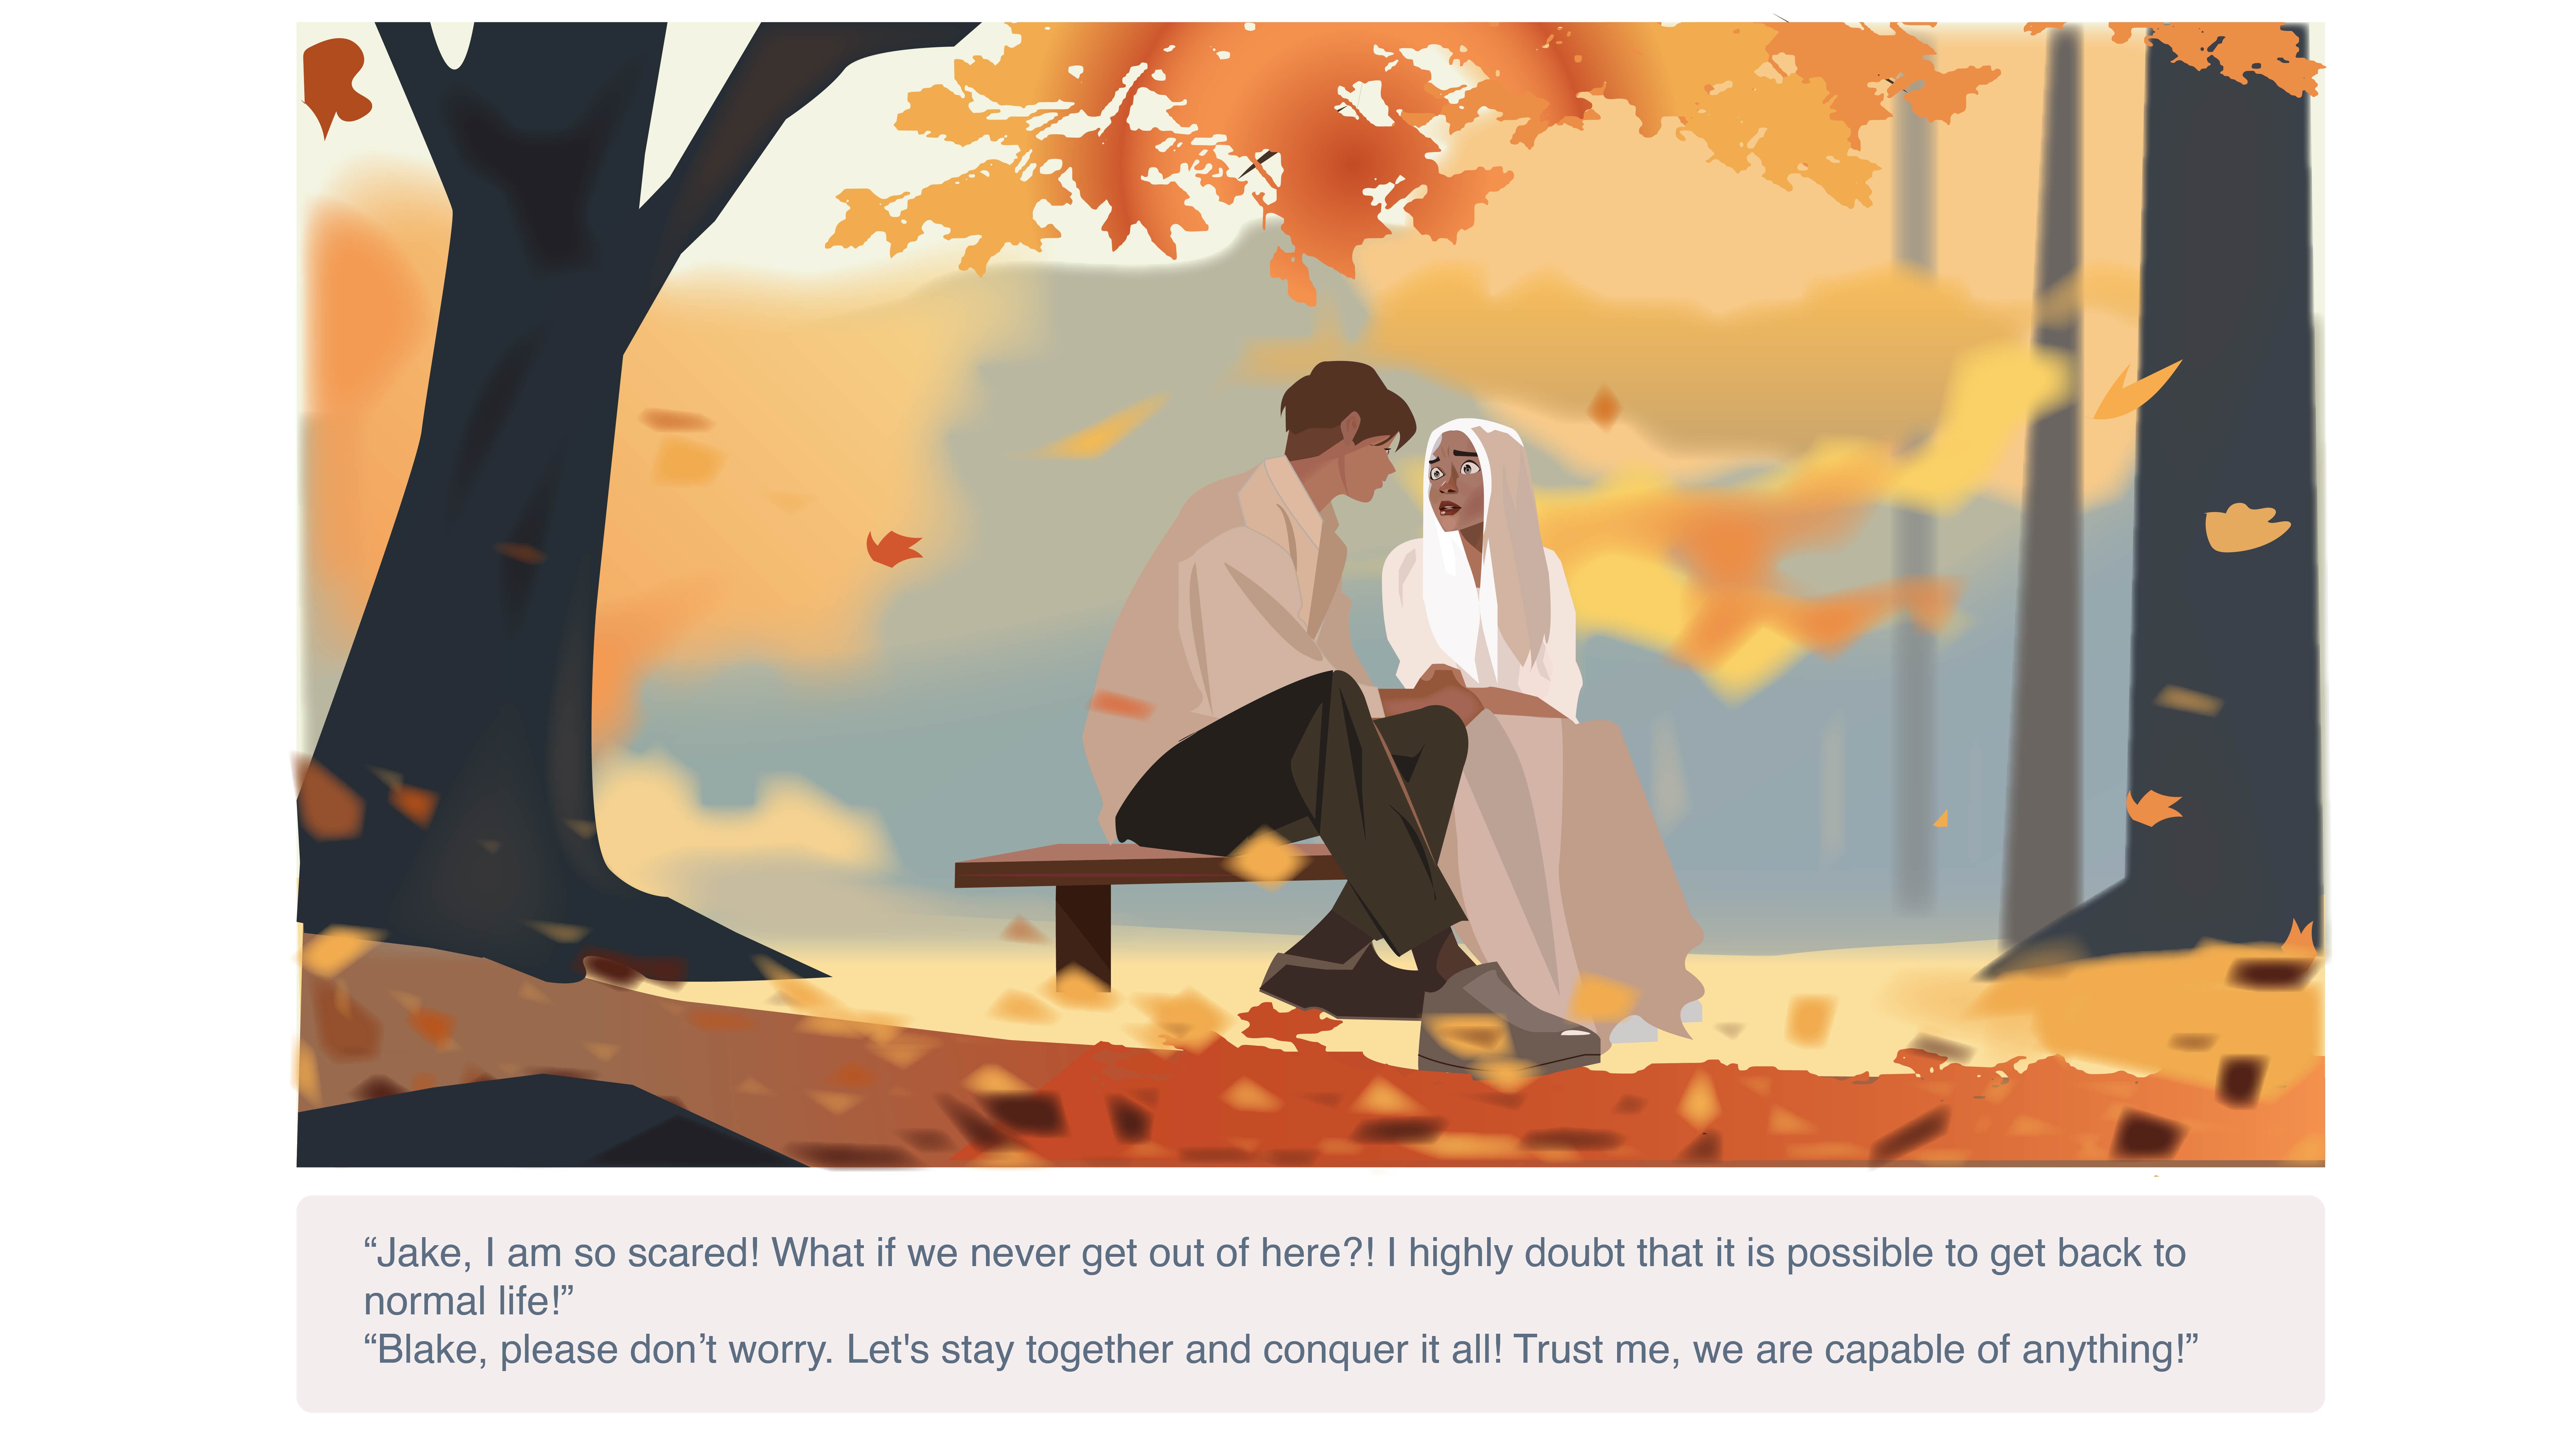 “Jake, I am so scared! What if we never get out of here?! I highly doubt that it is possible to get back to
normal life!”
“Blake, please don’t worry. Let's stay together and conquer it all! Trust me, we are capable of anything!”